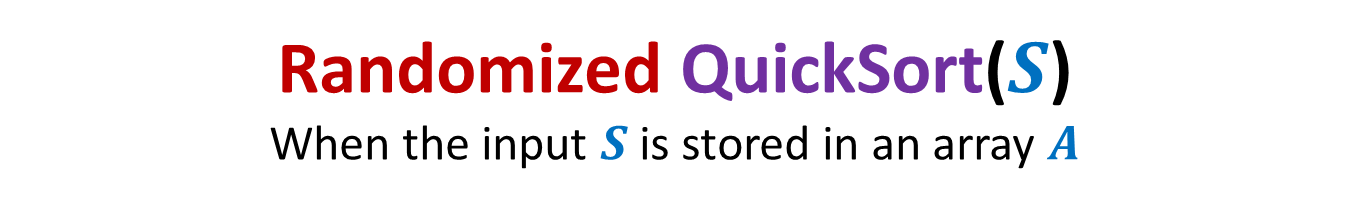 Randomized QuickSort(S)
When the input S is stored in an array A